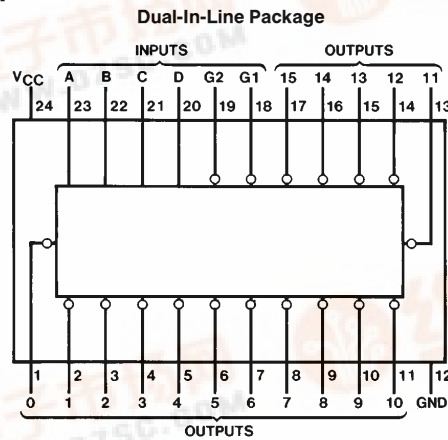 Dual-In-Line Package
INPUTS OUTPUTS
VCC A B C D G2 G1 15 14 13 12 11
24 23 22 21 20 19 18 17 16 15 14 13
1 2 3 4 5 6 7 8 9 10 11 12
0 1 2 3 4 5 6 7 8 9 10 GND
OUTPUTS